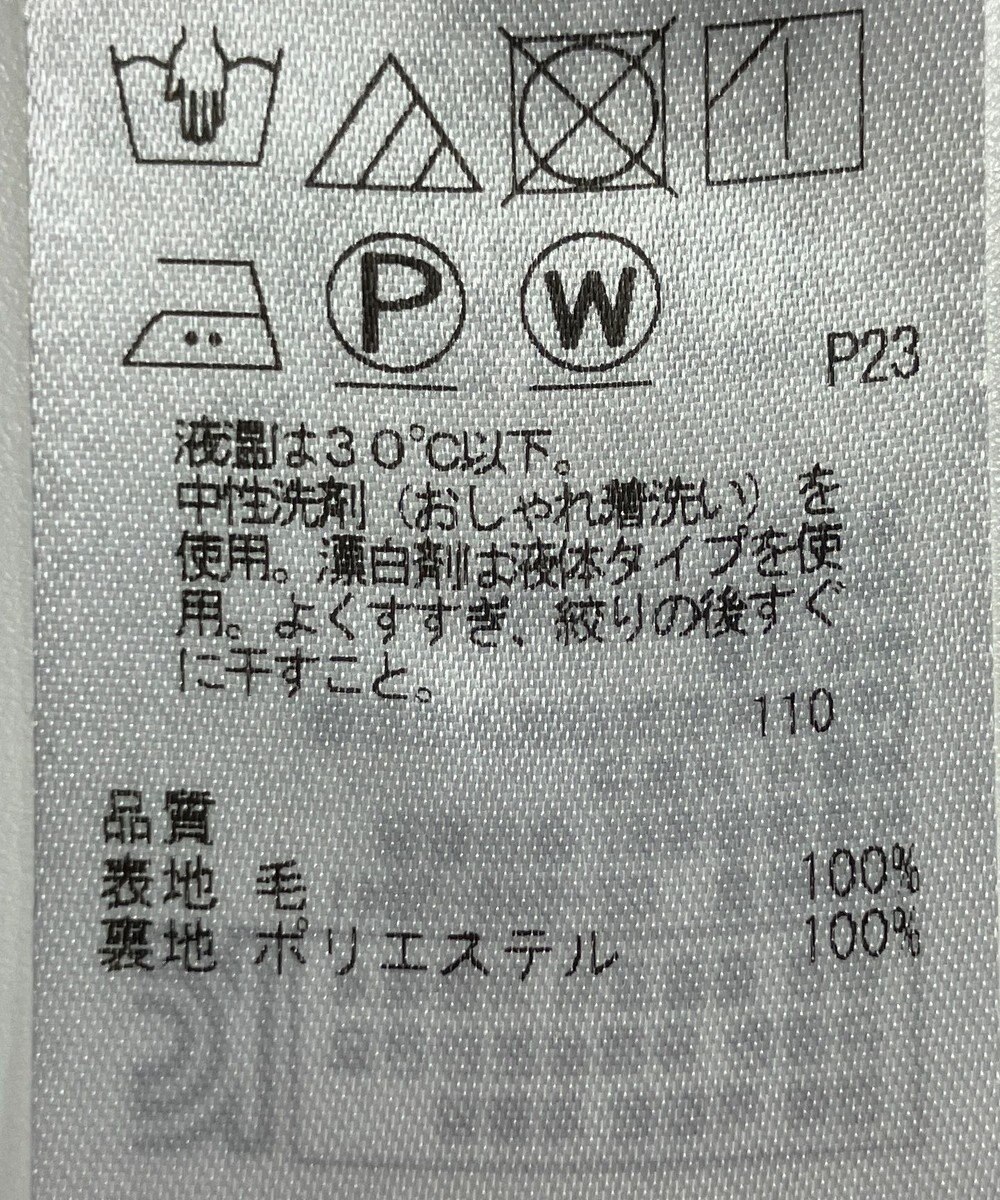 P W
P23
液温は30℃以下。
中性洗剤(おしゃれ着洗い)を
使用。漂白剤は液体タイプを使
用。よくすすぎ、絞りの後すぐ
に干すこと。
110
品質
表地 毛 100%
裏地 ポリエステル 100%